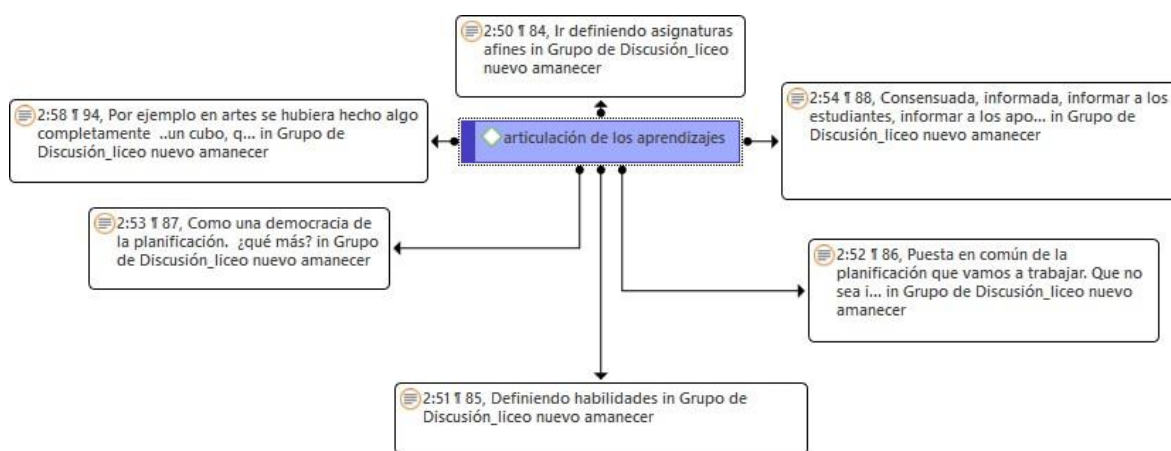 2:50 ¶ 84, Ir definiendo asignaturas
afines in Grupo de Discusión_liceo
nuevo amanecer
2:58 ¶ 94, Por ejemplo en artes se hubiera hecho algo
completamente ..un cubo, q... in Grupo de
Discusión_liceo nuevo amanecer
articulación de los aprendizajes
2:54 ¶ 88, Consensuada, informada, informar a los
estudiantes, informar a los apo... in Grupo de
Discusión_liceo nuevo amanecer
2:53 ¶ 87, Como una democracia de
la planificación. ¿qué más? in Grupo
de Discusión_liceo nuevo amanecer
2:52 ¶ 86, Puesta en común de la
planificación que vamos a trabajar. Que no
sea i... in Grupo de Discusión_liceo nuevo
amanecer
2:51 ¶ 85, Definiendo habilidades in Grupo de
Discusión_liceo nuevo amanecer